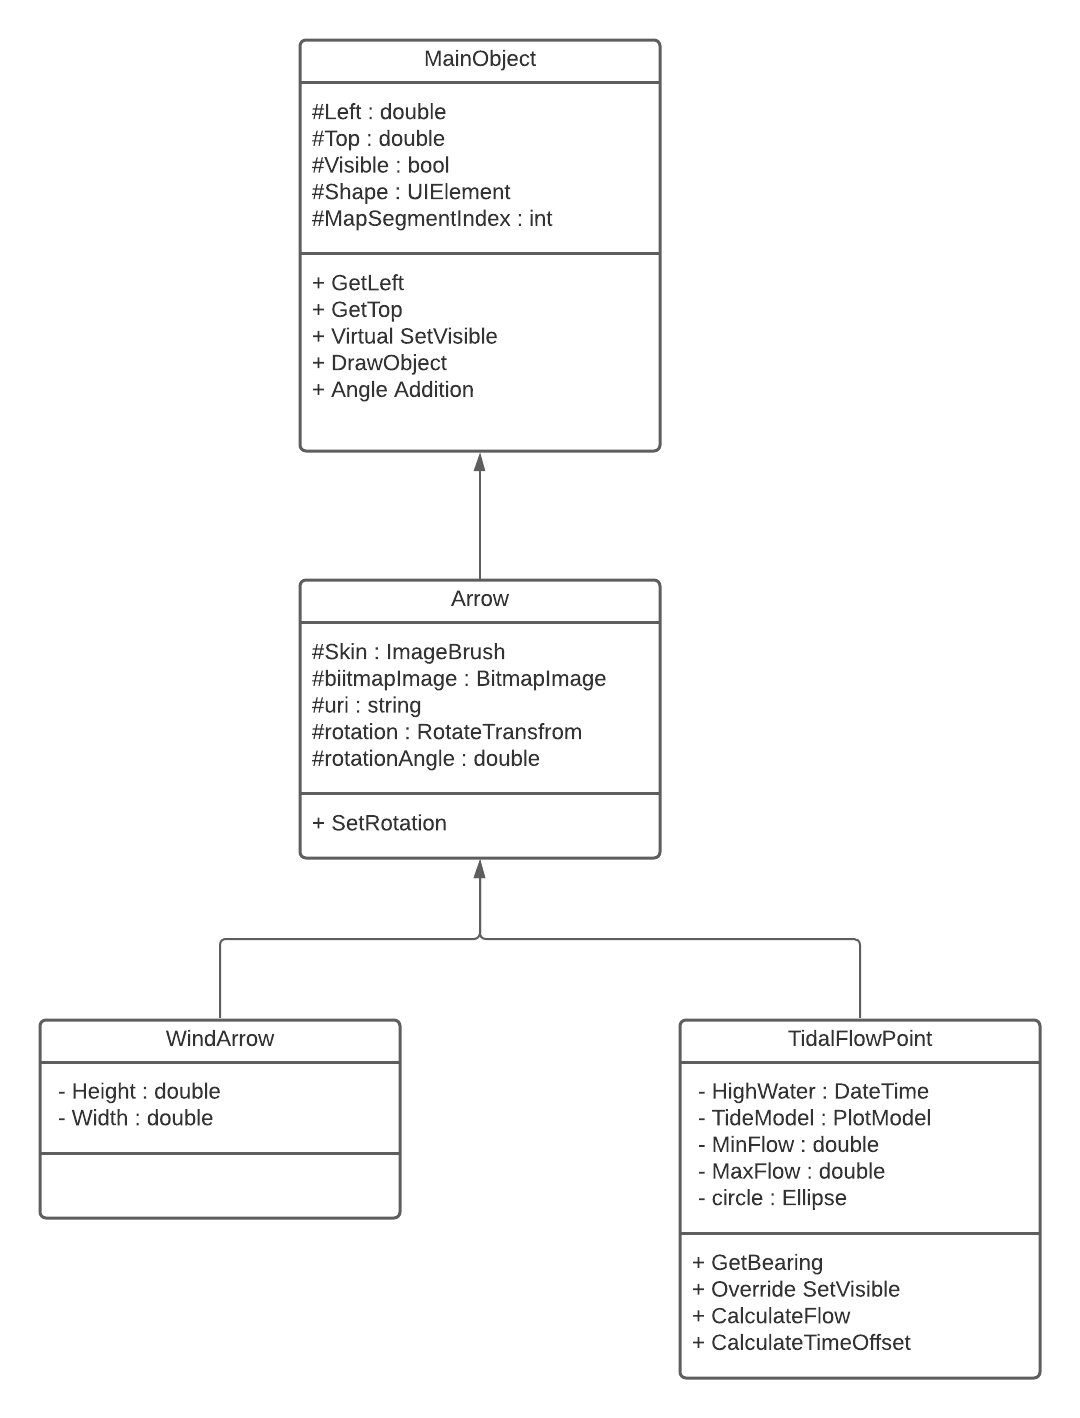 MainObject
#Left : double
#Top : double
#Visible : bool
#Shape : UIElement
#MapSegmentIndex : int
+ GetLeft
+ GetTop
+ Virtual SetVisible
+ DrawObject
+ Angle Addition
Arrow
#Skin : ImageBrush
#biitmapImage : BitmapImage
#uri : string
#rotation : RotateTransfrom
#rotationAngle : double
+ SetRotation
WindArrow
- Height : double
- Width : double
TidalFlowPoint
- HighWater : DateTime
- TideModel : PlotModel
- MinFlow : double
- MaxFlow : double
- circle : Ellipse
+ GetBearing
+ Override SetVisible
+ CalculateFlow
+ CalculateTimeOffset